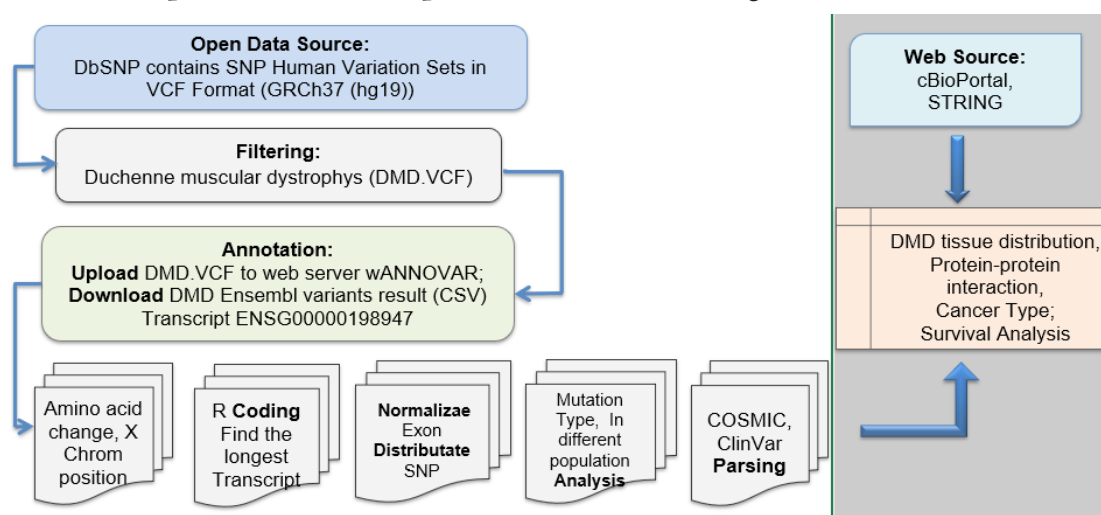 Open Data Source:
DbSNP contains SNP Human Variation Sets in
VCF Format (GRCh37 (hg19))
Filtering:
Duchenne muscular dystrophys (DMD.VCF)
Annotation:
Upload DMD.VCF to web server wANNOVAR;
Download DMD Ensembl variants result (CSV)
Transcript ENSG00000198947
Amino acid
change, X
Chrom
position
R Coding
Find the
longest
Transcript
Normalizae
Exon
Distributate
SNP
Mutation
Type, In
different
population
Analysis
COSMIC,
ClinVar
Parsing
Web Source:
cBioPortal,
STRING
DMD tissue distribution,
Protein-protein
interaction,
Cancer Type;
Survival Analysis